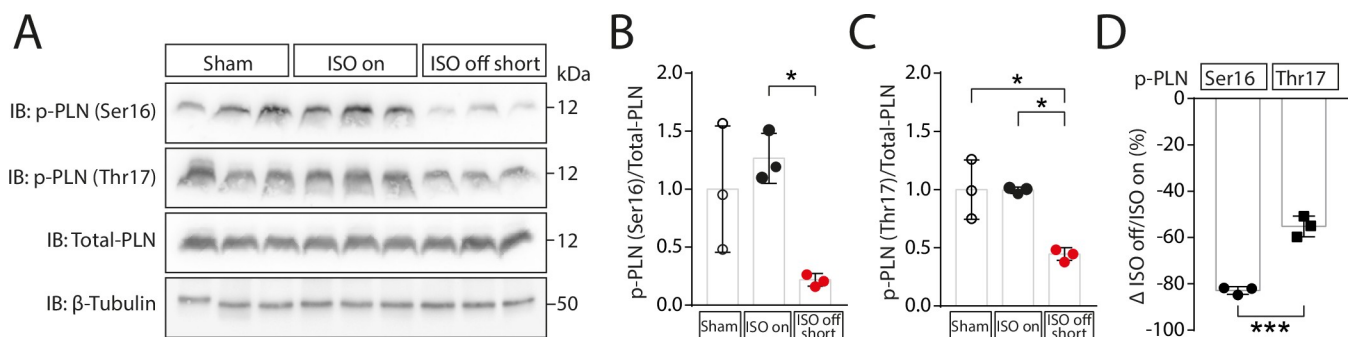 A
Sham
ISO on
ISO off short
kDa
IB: p-PLN (Ser16)
12
IB: p-PLN (Thr17)
12
IB: Total-PLN
12
IB: β-Tubulin
50
B
p-PLN (Ser16)/Total-PLN
2.0
1.5
1.0
0.5
0.0
*
Sham
ISO on
ISO off
short
C
p-PLN (Thr17)/Total-PLN
2.0
1.5
1.0
0.5
0.0
*
*
Sham
ISO on
ISO off
short
D
p-PLN
Ser16
Thr17
Δ ISO off/ISO on (%)
0
-20
-40
-60
-80
-100
***